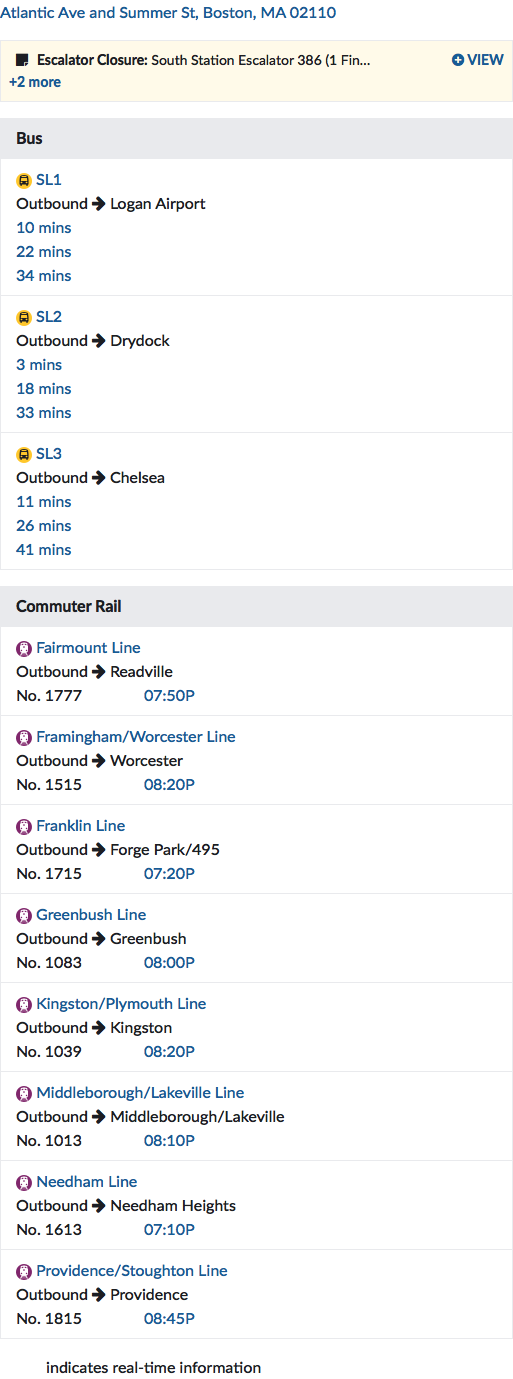 Atlantic Ave and Summer St, Boston, MA 02110
Escalator Closure: South Station Escalator 386 (1 Fin... VIEW
+2 more
Bus
SL1
Outbound → Logan Airport
10 mins
22 mins
34 mins
SL2
Outbound → Drydock
3 mins
18 mins
33 mins
SL3
Outbound → Chelsea
11 mins
26 mins
41 mins
Commuter Rail
Fairmount Line
Outbound → Readville
No. 1777 07:50P
Framingham/Worcester Line
Outbound → Worcester
No. 1515 08:20P
Franklin Line
Outbound → Forge Park/495
No. 1715 07:20P
Greenbush Line
Outbound → Greenbush
No. 1083 08:00P
Kingston/Plymouth Line
Outbound → Kingston
No. 1039 08:20P
Middleborough/Lakeville Line
Outbound → Middleborough/Lakeville
No. 1013 08:10P
Needham Line
Outbound → Needham Heights
No. 1613 07:10P
Providence/Stoughton Line
Outbound → Providence
No. 1815 08:45P
indicates real-time information